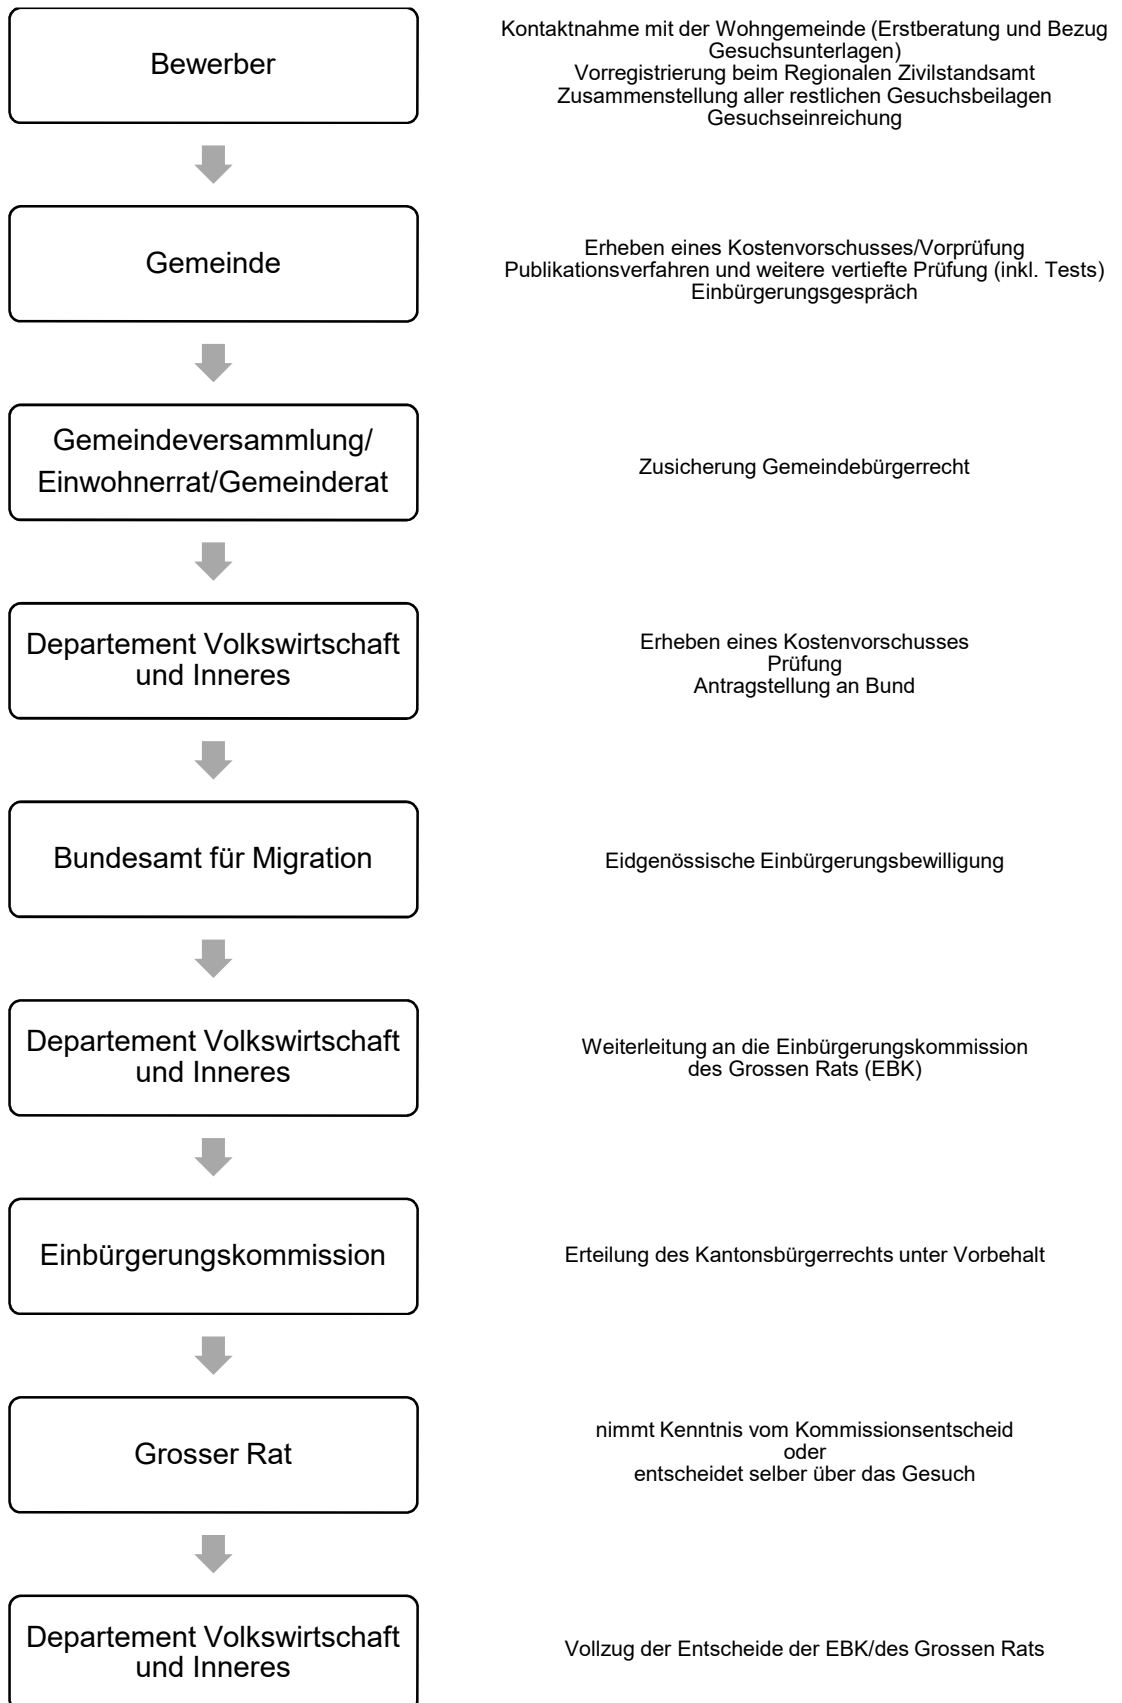 Bewerber
Kontaktnahme mit der Wohngemeinde (Erstberatung und Bezug
Gesuchsunterlagen)
Vorregistrierung beim Regionalen Zivilstandsamt
Zusammenstellung aller restlichen Gesuchsbeilagen
Gesuchseinreichung
Gemeinde
Erheben eines Kostenvorschusses/Vorprüfung
Publikationsverfahren und weitere vertiefte Prüfung (inkl. Tests)
Einbürgerungsgespräch
Gemeindeversammlung/
Einwohnerrat/Gemeinderat
Zusicherung Gemeindebürgerrecht
Departement Volkswirtschaft
und Inneres
Erheben eines Kostenvorschusses
Prüfung
Antragstellung an Bund
Bundesamt für Migration
Eidgenössische Einbürgerungsbewilligung
Departement Volkswirtschaft
und Inneres
Weiterleitung an die Einbürgerungskommission
des Grossen Rats (EBK)
Einbürgerungskommission
Erteilung des Kantonsbürgerrechts unter Vorbehalt
Grosser Rat
nimmt Kenntnis vom Kommissionsentscheid
oder
entscheidet selber über das Gesuch
Departement Volkswirtschaft
und Inneres
Vollzug der Entscheide der EBK/des Grossen Rats